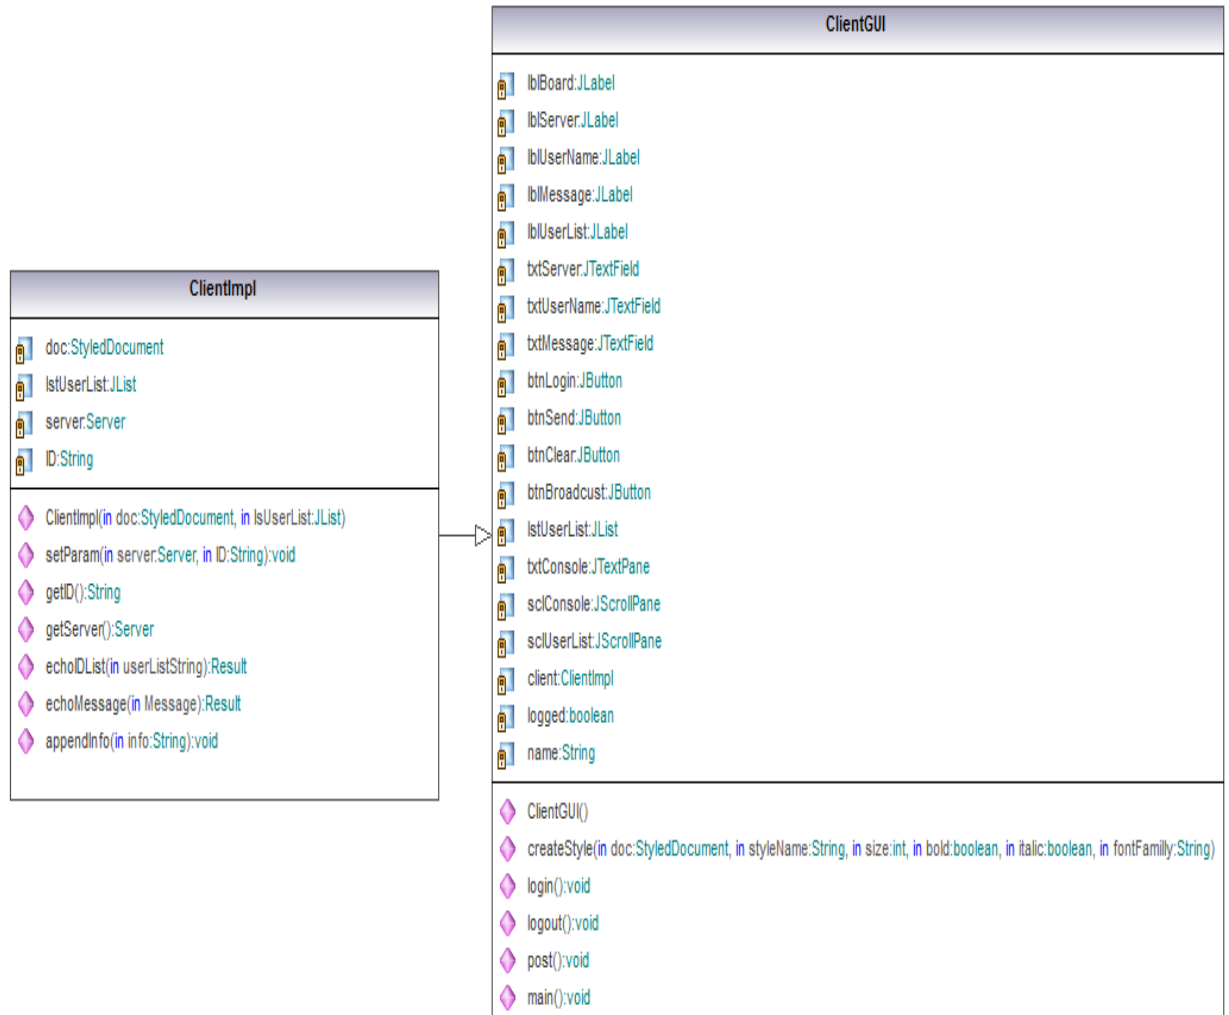 ClientGUI
lblBoard:JLabel
lblServer:JLabel
lblUserName:JLabel
lblMessage:JLabel
lblUserList:JLabel
txtServer:JTextField
txtUserName:JTextField
txtMessage:JTextField
btnLogin:JButton
btnSend:JButton
btnClear:JButton
btnBroadcust:JButton
lstUserList:JList
txtConsole:JTextPane
sclConsole:JScrollPane
sclUserList:JScrollPane
client:ClientImpl
logged:boolean
name:String
ClientGUI()
createStyle(in doc:StyledDocument, in styleName:String, in size:int, in bold:boolean, in italic:boolean, in fontFamilly:String)
login():void
logout():void
post():void
main():void
ClientImpl
doc:StyledDocument
lstUserList:JList
server:Server
ID:String
ClientImpl(in doc:StyledDocument, in lsUserList:JList)
setParam(in server:Server, in ID:String):void
getID():String
getServer():Server
echoIDList(in userListString):Result
echoMessage(in Message):Result
appendInfo(in info:String):void